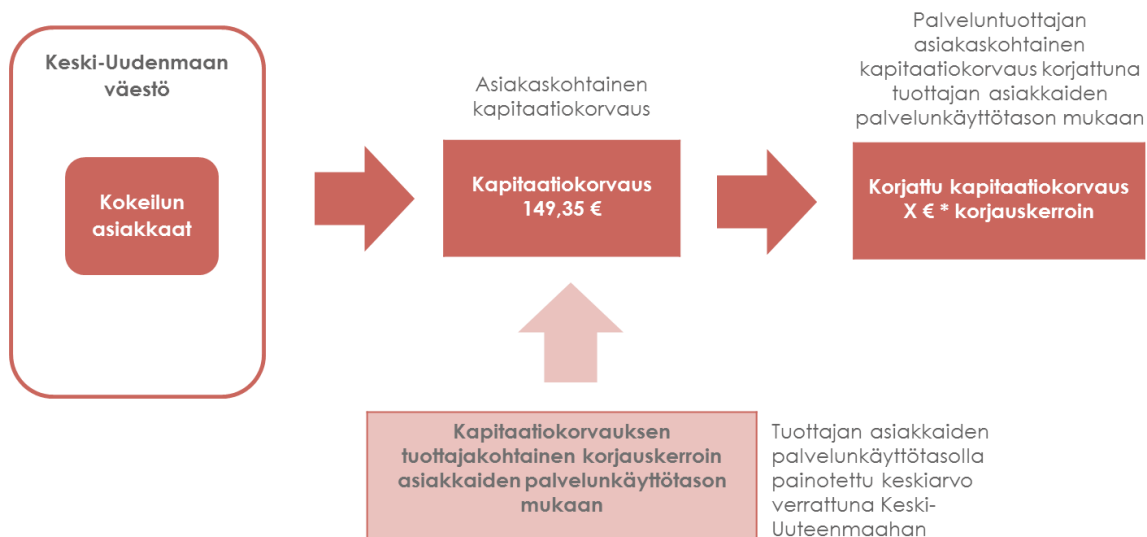 Keski-Uudenmaan
väestö
Kokeilun
asiakkaat
Asiakaskohtainen
kapitaatiokorvaus
Kapitaatiokorvaus
149,35 €
Palveluntuottajan
asiakaskohtainen
kapitaatiokorvaus korjattuna
tuottajan asiakkaiden
palvelunkäyttötason mukaan
Korjattu kapitaatiokorvaus
X € * korjauskerroin
Kapitaatiokorvauksen
tuottajakohtainen korjauskerroin
asiakkaiden palvelunkäyttötason
mukaan
Tuottajan asiakkaiden
palvelunkäyttötasolla
painotettu keskiarvo
verrattuna Keski-
Uuteenmaahan